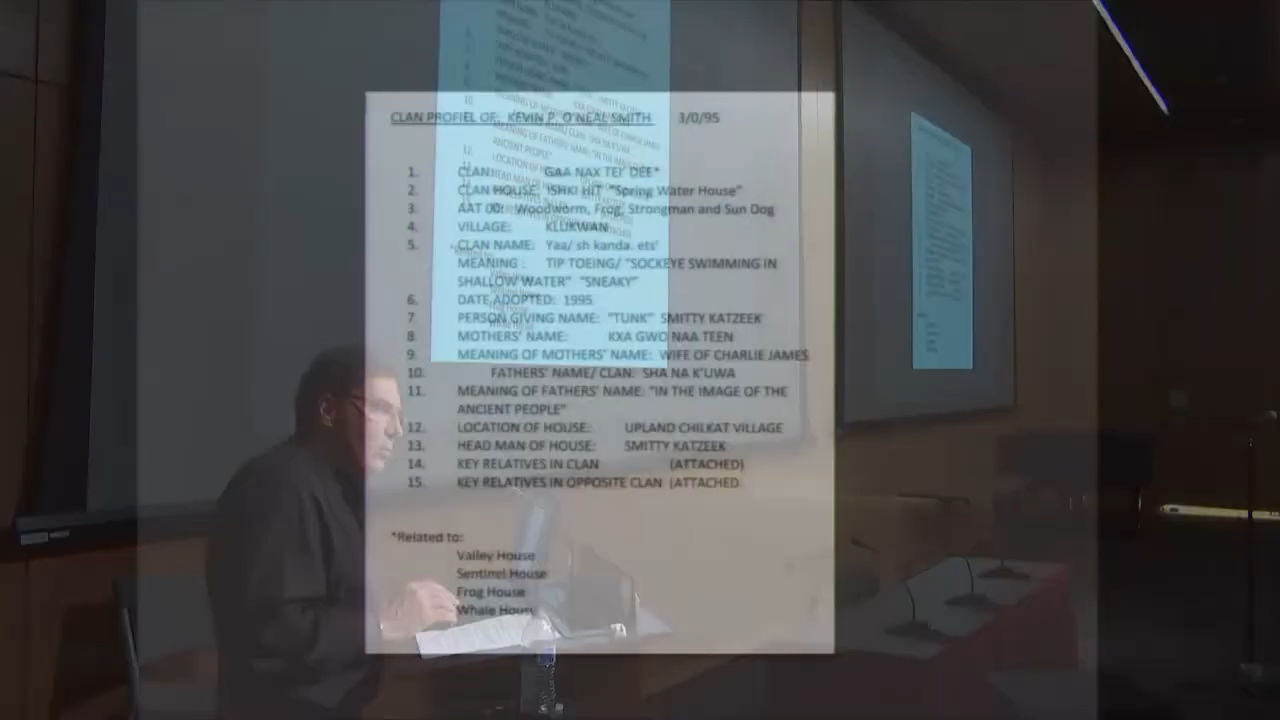 CLAN PROFIEL OF: KEVIN P. O'NEAL SMITH 3/0/95
1. CLAN: GAA NAX TEI DEE*
2. CLAN HOUSE: ISHKI HIT "Spring Water House"
3. AAT OO: Woodworm, Frog, Strongman and Sun Dog
4. VILLAGE: KLUKWAN
5. CLAN NAME: Yaa/ sh kanda. ets'
MEANING : TIP TOEING/ "SOCKEYE SWIMMING IN
SHALLOW WATER" "SNEAKY"
6. DATE ADOPTED: 1995
7. PERSON GIVING NAME: "TUNK" SMITTY KATZEEK
8. MOTHERS' NAME: KXA GWO NAA TEEN
9. MEANING OF MOTHERS' NAME: WIFE OF CHARLIE JAMES
10. FATHERS' NAME/ CLAN: SHA NA K'UWA
11. MEANING OF FATHERS' NAME: "IN THE IMAGE OF THE
ANCIENT PEOPLE"
12. LOCATION OF HOUSE: UPLAND CHILKAT VILLAGE
13. HEAD MAN OF HOUSE: SMITTY KATZEEK
14. KEY RELATIVES IN CLAN (ATTACHED)
15. KEY RELATIVES IN OPPOSITE CLAN (ATTACHED
*Related to:
Valley House
Sentinel House
Frog House
Whale House